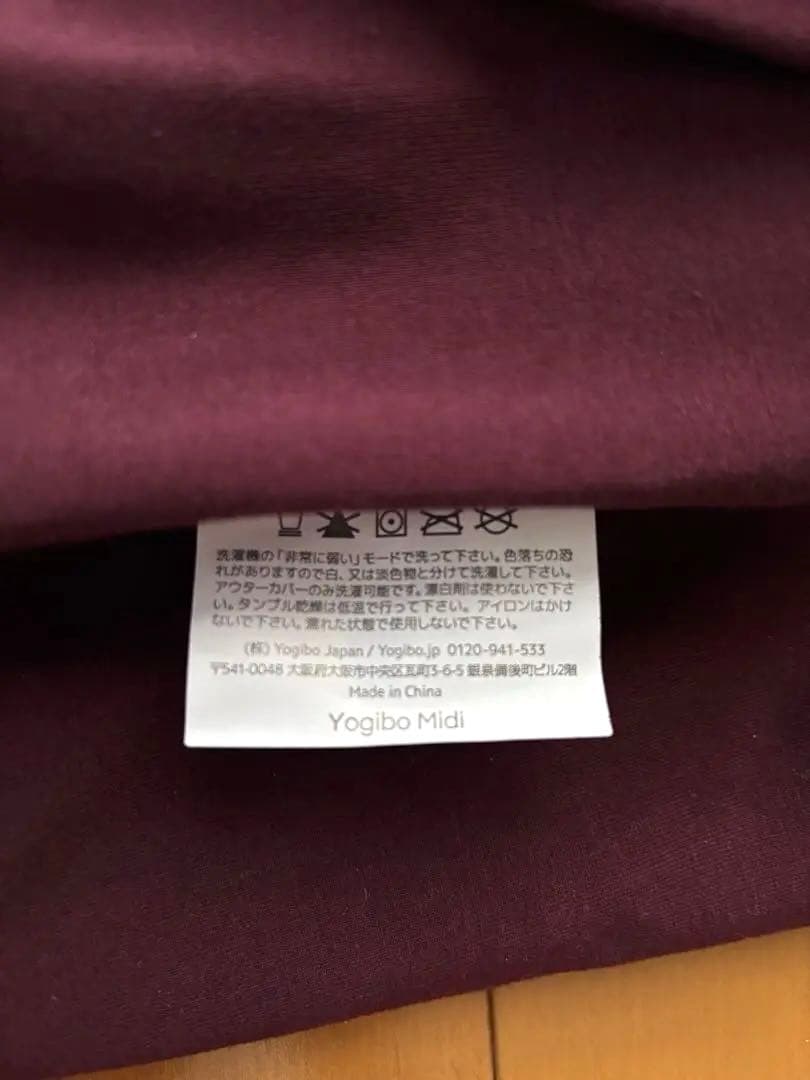 洗濯機の「非常に弱い」モードで洗って下さい。色落ちの恐
れがありますので白、又は淡色物と分けて洗濯して下さい。
アウターカバーのみ洗濯可能です。漂白剤は使わないで下さ
い。タンブル乾燥は低温で行って下さい。アイロンはかけ
ないで下さい。濡れた状態で使用しないで下さい。
(株) Yogibo Japan / Yogibo.jp 0120-941-533
〒541-0048 大阪府大阪市中央区瓦町3-6-5 銀泉備後町ビル2階
Made in China
Yogibo Midi